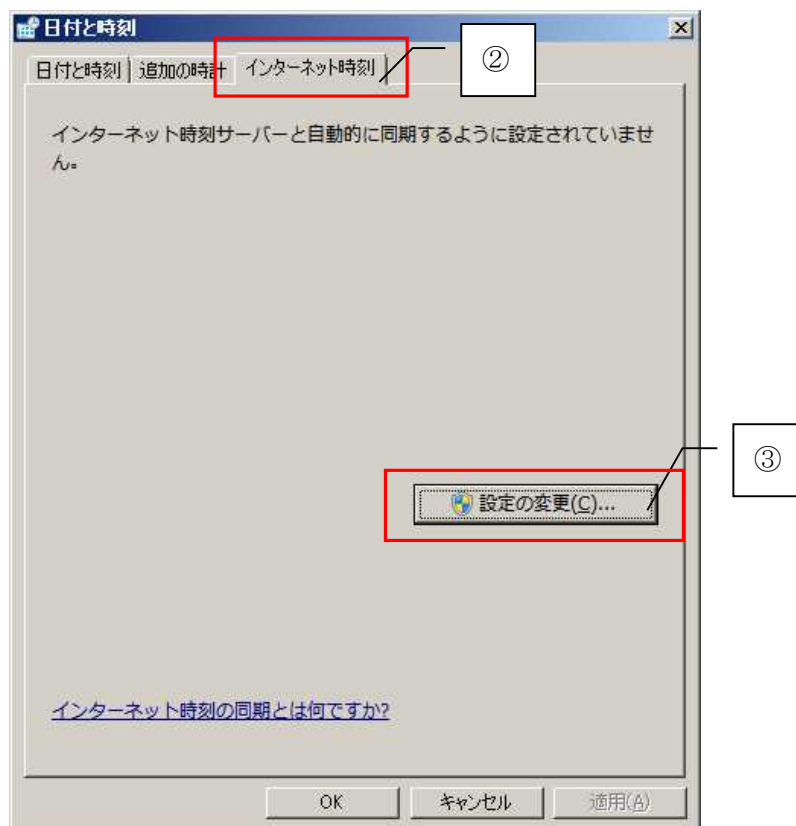 日付と時刻
日付と時刻 追加の時計 インターネット時刻
②
インターネット時刻サーバーと自動的に同期するように設定されていませ
ん。
③
設定の変更(C)...
インターネット時刻の同期とは何ですか?
OK キャンセル 適用(A)